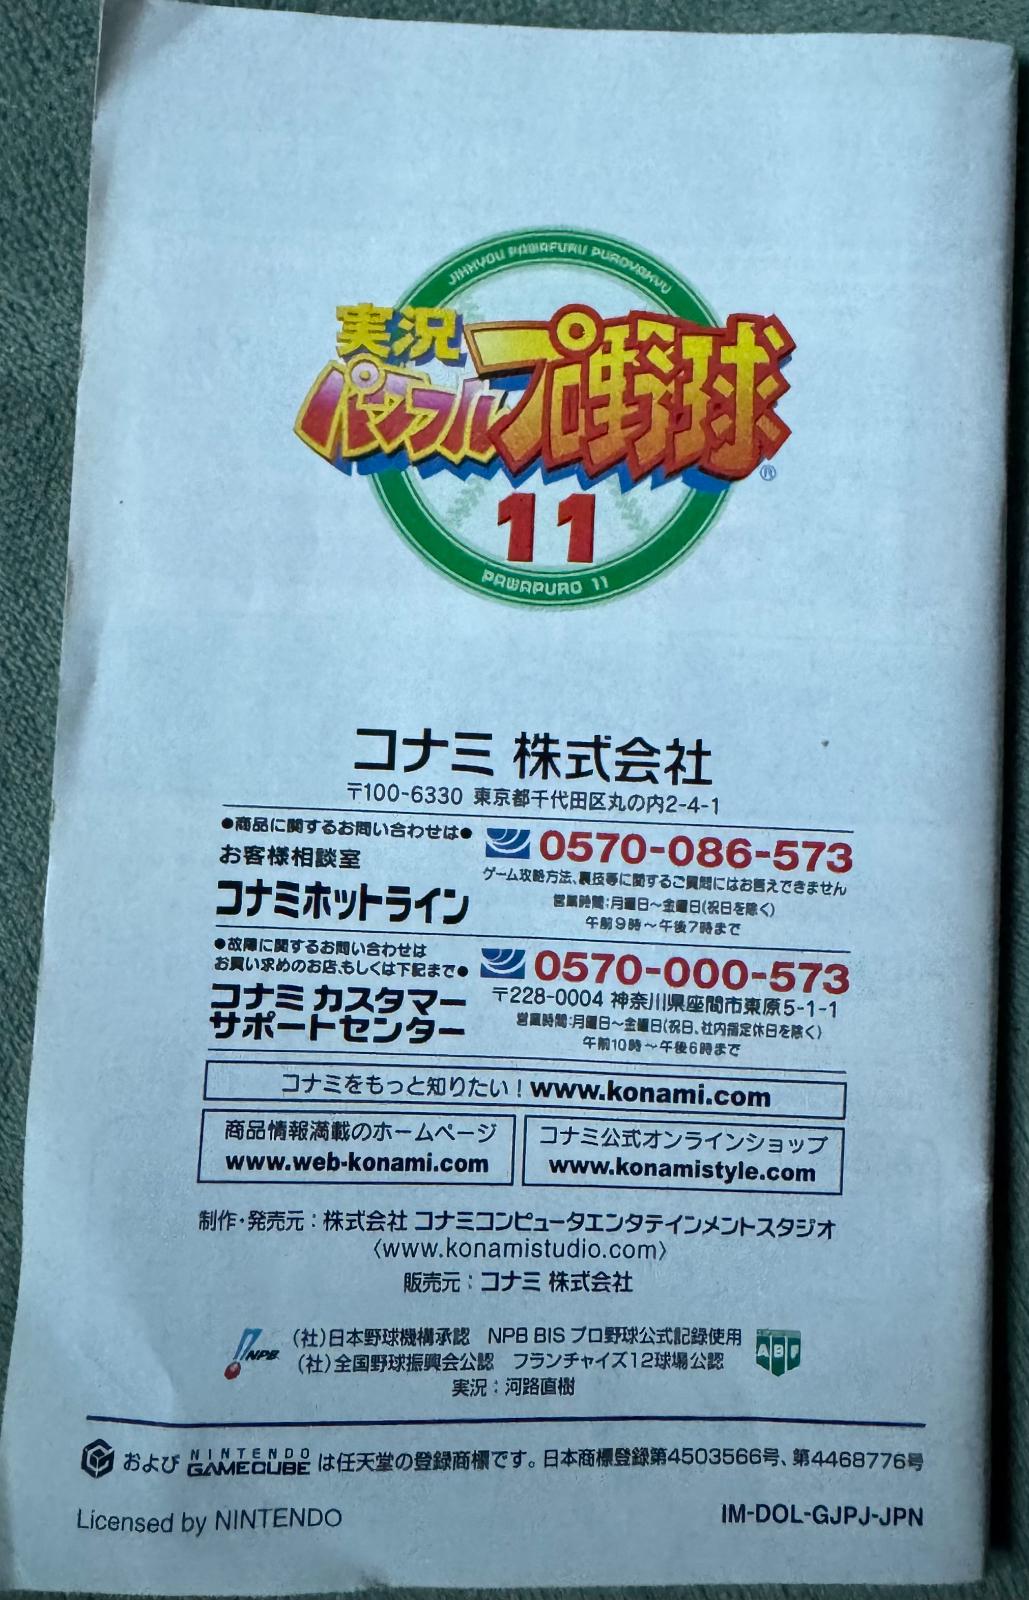 JIKKYOU PAWAFURU PUROYAKYU
実況
パワフルプロ野球
®
11
PAWAPURO 11
コナミ 株式会社
〒100-6330 東京都千代田区丸の内2-4-1
●商品に関するお問い合わせは●
お客様相談室
コナミホットライン
0570-086-573
ゲーム攻略方法、裏技等に関するご質問にはお答えできません
営業時間:月曜日～金曜日(祝日を除く)
午前9時～午後7時まで
●故障に関するお問い合わせは
お買い求めのお店、もしくは下記まで●
コナミ カスタマー
サポートセンター
0570-000-573
〒228-0004 神奈川県座間市東原5-1-1
営業時間:月曜日～金曜日(祝日、社内指定休日を除く)
午前10時～午後6時まで
コナミをもっと知りたい！www.konami.com
商品情報満載のホームページ
www.web-konami.com
コナミ公式オンラインショップ
www.konamistyle.com
制作・発売元：株式会社 コナミコンピュータエンタテインメントスタジオ
〈www.konamistudio.com〉
販売元：コナミ 株式会社
NPB
(社)日本野球機構承認 NPB BIS プロ野球公式記録使用
(社)全国野球振興会公認 フランチャイズ12球場公認
実況：河路直樹
ABF
および NINTENDO GAMECUBE は任天堂の登録商標です。日本商標登録第4503566号、第4468776号
Licensed by NINTENDO
IM-DOL-GJPJ-JPN